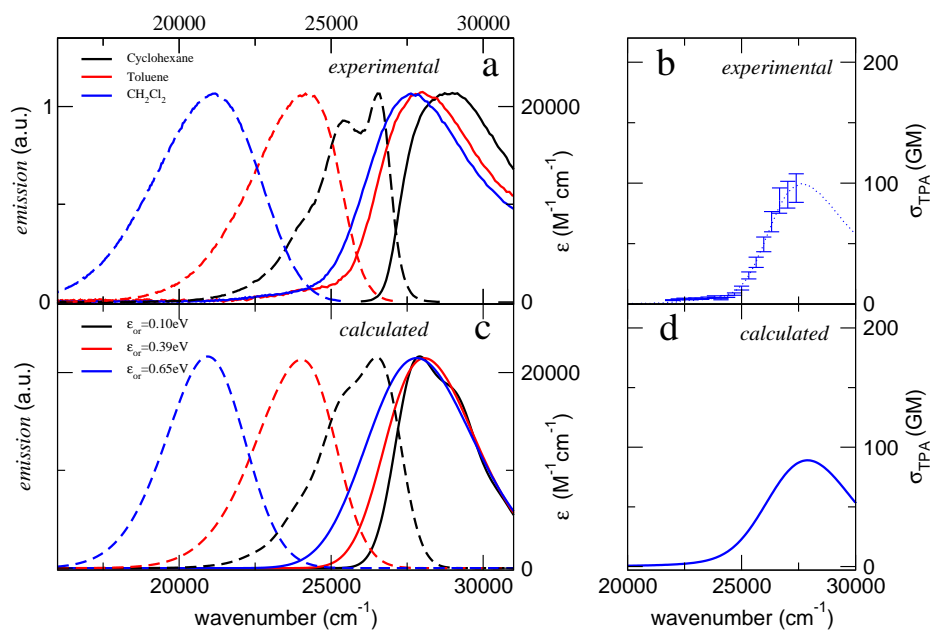 20000 25000 30000
Cyclohexane
Toluene
CH₂Cl₂
experimental
a
emission (a.u.)
1
0
20000
0
ε (M⁻¹cm⁻¹)
b
experimental
200
100
0
σTPA (GM)
εor=0.10eV
εor=0.39eV
εor=0.65eV
calculated
c
emission (a.u.)
20000
0
ε (M⁻¹cm⁻¹)
20000 25000 30000
wavenumber (cm⁻¹)
d
calculated
200
100
0
σTPA (GM)
20000 25000 30000
wavenumber (cm⁻¹)